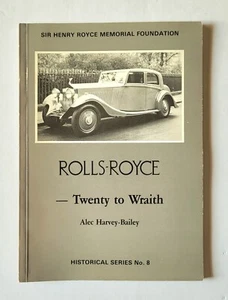 SIR HENRY ROYCE MEMORIAL FOUNDATION
ROLLS-ROYCE
— Twenty to Wraith
Alec Harvey-Bailey
HISTORICAL SERIES No. 8